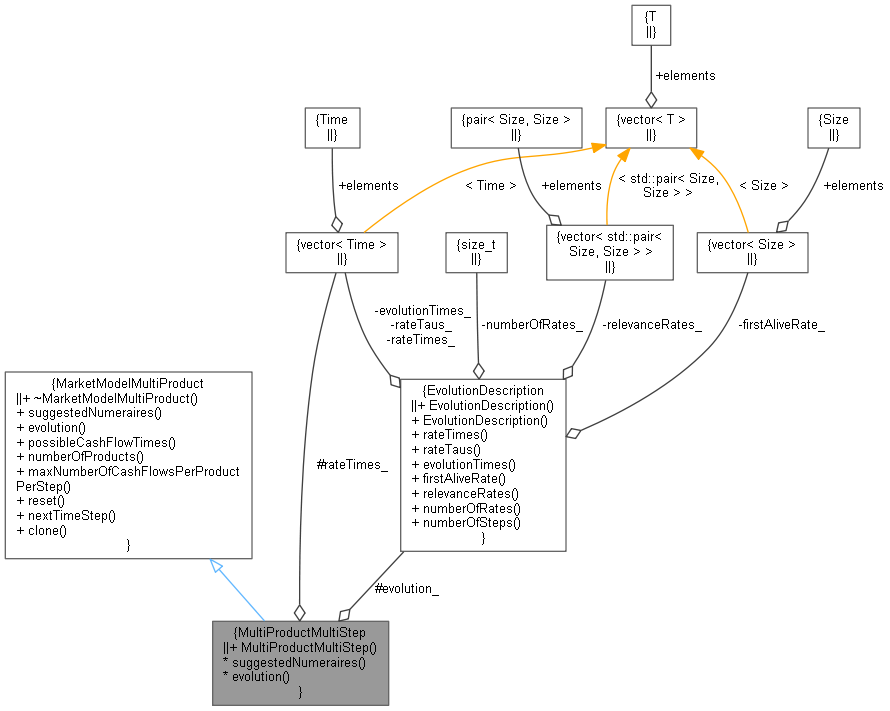 {T
||}
+elements
{Time
||}
{pair< Size, Size >
||}
{vector< T >
||}
{Size
||}
+elements
< Time >
+elements
< std::pair< Size,
Size > >
< Size >
+elements
{vector< Time >
||}
{size_t
||}
{vector< std::pair<
Size, Size > >
||}
{vector< Size >
||}
-evolutionTimes_
-rateTaus_
-rateTimes_
-numberOfRates_
-relevanceRates_
-firstAliveRate_
{MarketModelMultiProduct
||+ ~MarketModelMultiProduct()
+ suggestedNumeraires()
+ evolution()
+ possibleCashFlowTimes()
+ numberOfProducts()
+ maxNumberOfCashFlowsPerProduct
PerStep()
+ reset()
+ nextTimeStep()
+ clone()
}
#rateTimes_
{EvolutionDescription
||+ EvolutionDescription()
+ EvolutionDescription()
+ rateTimes()
+ rateTaus()
+ evolutionTimes()
+ firstAliveRate()
+ relevanceRates()
+ numberOfRates()
+ numberOfSteps()
}
#evolution_
{MultiProductMultiStep
||+ MultiProductMultiStep()
* suggestedNumeraires()
* evolution()
}